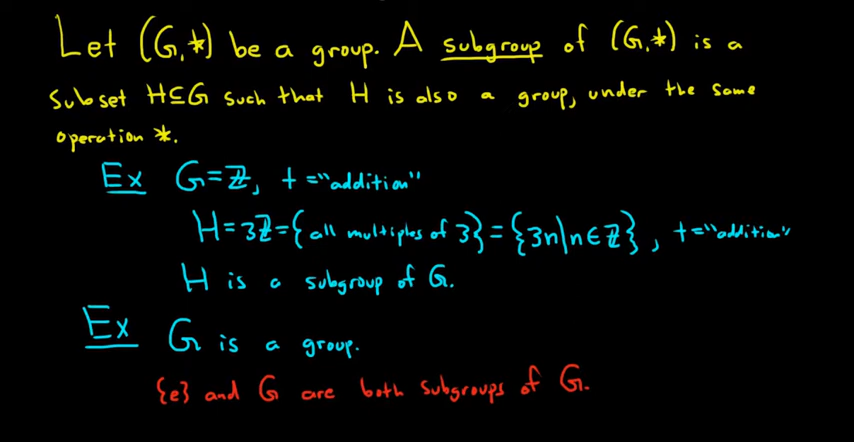 Let (G,*) be a group. A subgroup of (G,*) is a
subset H⊆G such that H is also a group, under the same
operation *.
Ex G=ℤ, + ="addition"
H=3ℤ={all multiples of 3}={3n|n∈ℤ}, +="addition"
H is a subgroup of G.
Ex G is a group.
{e} and G are both subgroups of G.